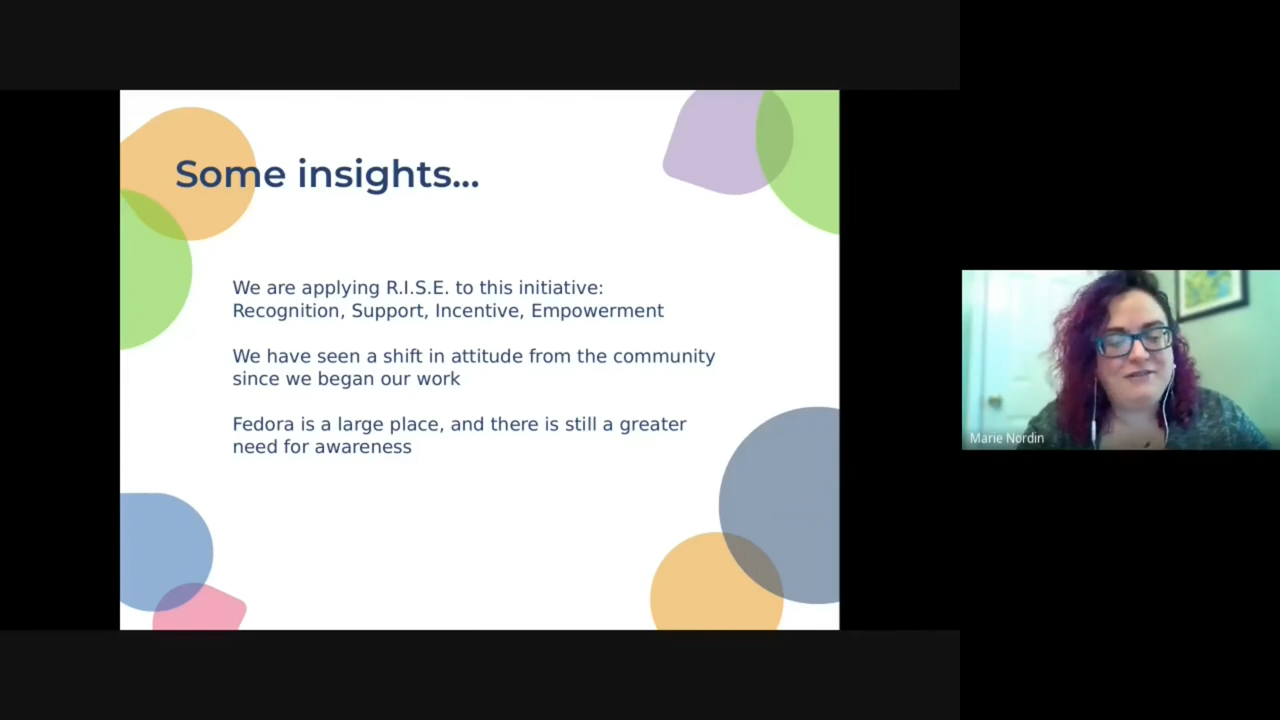 Some insights...
We are applying R.I.S.E. to this initiative:
Recognition, Support, Incentive, Empowerment
We have seen a shift in attitude from the community
since we began our work
Fedora is a large place, and there is still a greater
need for awareness
Marie Nordin